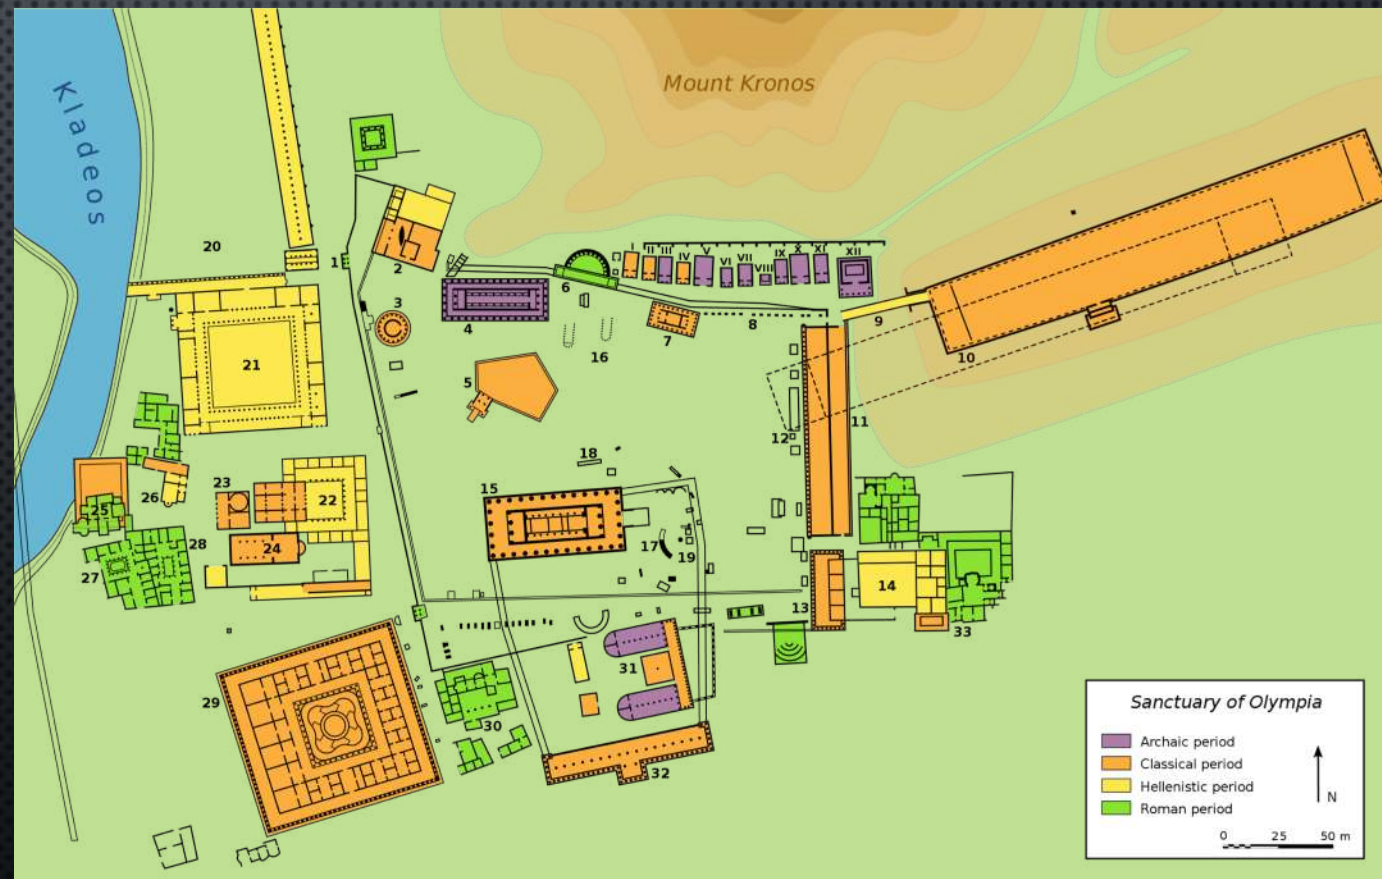 Mount Kronos
Kladeos
20
1
2
3
4
5
6
7
8
9
10
I
II
III
IV
V
VI
VII
VIII
IX
X
XI
XII
16
21
11
12
18
15
23
22
26
25
24
28
27
17
19
14
13
33
31
29
30
32
Sanctuary of Olympia
Archaic period
Classical period
Hellenistic period
Roman period
N
0 25 50 m